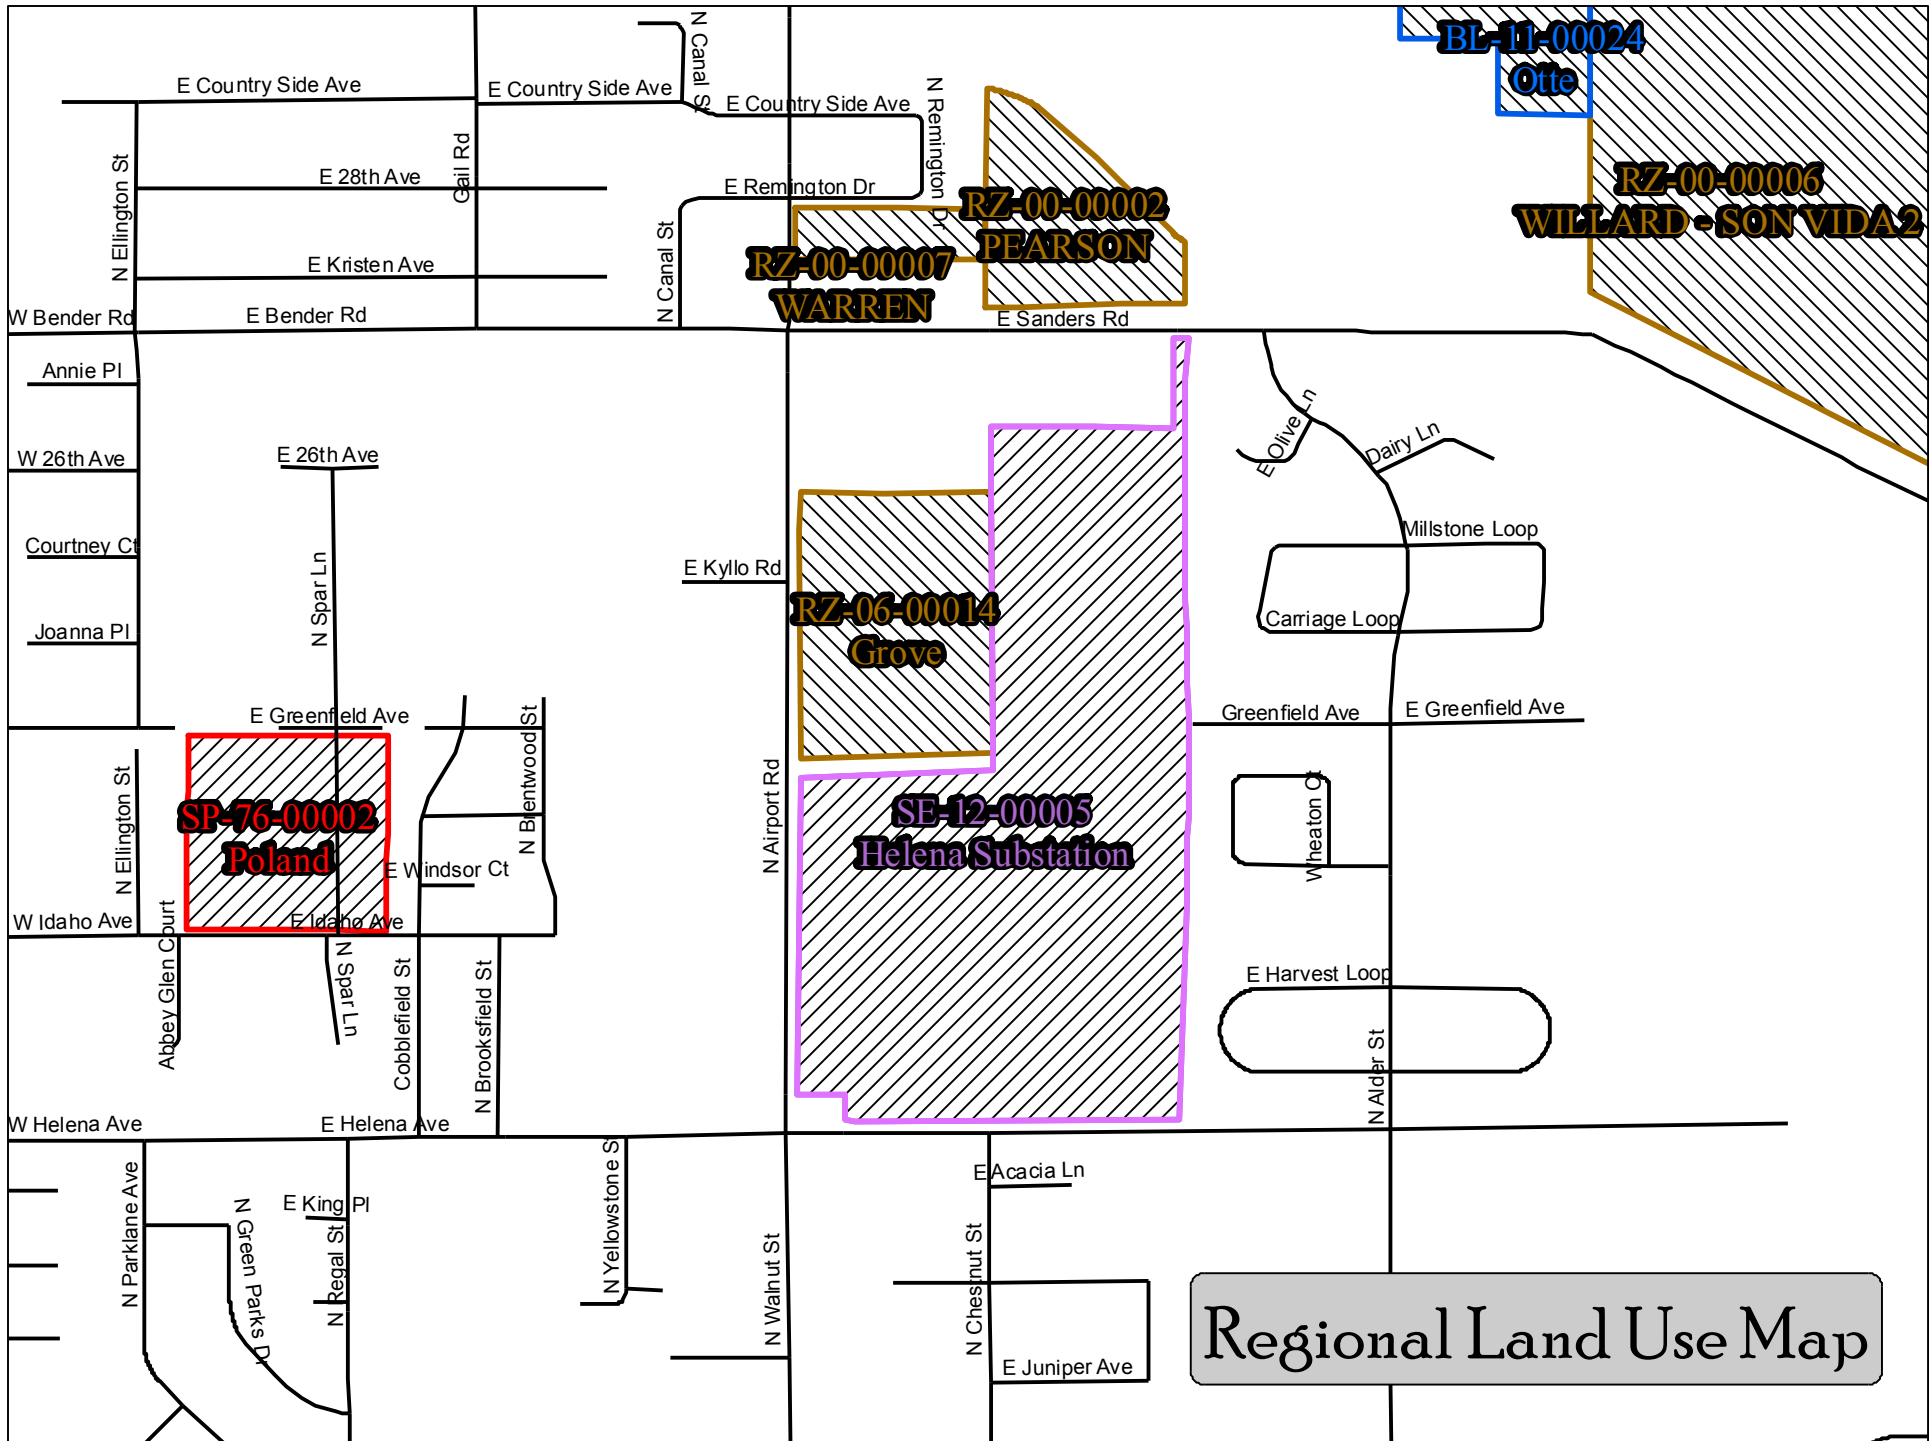 N Canal St
BL-11-00024
Otte
E Country Side Ave
E Country Side Ave
E Country Side Ave
N Remington Dr
N Ellington St
Gail Rd
E 28th Ave
E Remington Dr
RZ-00-00002
PEARSON
RZ-00-00006
WILLARD - SON VIDA 2
N Canal St
E Kristen Ave
RZ-00-00007
WARREN
W Bender Rd
E Bender Rd
E Sanders Rd
Annie Pl
E Olive Ln
Dairy Ln
W 26th Ave
E 26th Ave
Courtney Ct
N Spar Ln
E Kyllo Rd
Millstone Loop
RZ-06-00014
Grove
Carriage Loop
Joanna Pl
E Greenfield Ave
N Brentwood St
Greenfield Ave
E Greenfield Ave
N Ellington St
SP-76-00002
Poland
N Airport Rd
SE-12-00005
Helena Substation
Wheaton Ct
E Windsor Ct
W Idaho Ave
E Idaho Ave
Abbey Glen Court
N Spar Ln
Cobblefield St
N Brooksfield St
E Harvest Loop
N Alder St
W Helena Ave
E Helena Ave
N Parklane Ave
N Green Parks Dr
E King Pl
N Regal St
N Yellowstone St
N Walnut St
E Acacia Ln
N Chestnut St
E Juniper Ave
Regional Land Use Map